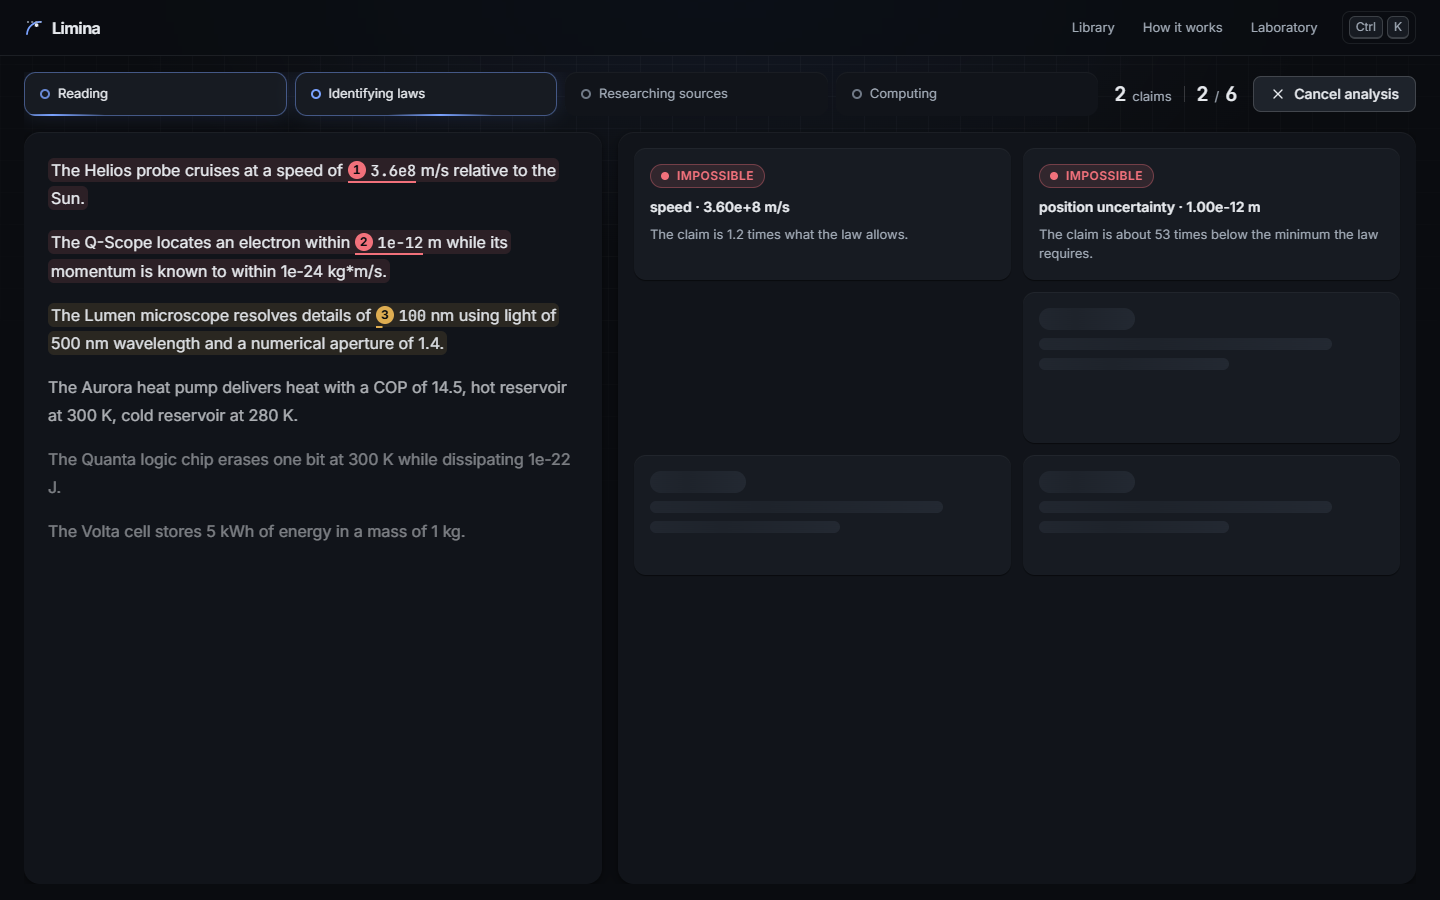 Limina
Library
How it works
Laboratory
Ctrl K
Reading
Identifying laws
Researching sources
Computing
2 claims
2 / 6
Cancel analysis
The Helios probe cruises at a speed of 1 3.6e8 m/s relative to the
Sun.
The Q-Scope locates an electron within 2 1e-12 m while its
momentum is known to within 1e-24 kg*m/s.
The Lumen microscope resolves details of 3 100 nm using light of
500 nm wavelength and a numerical aperture of 1.4.
The Aurora heat pump delivers heat with a COP of 14.5, hot reservoir
at 300 K, cold reservoir at 280 K.
The Quanta logic chip erases one bit at 300 K while dissipating 1e-22
J.
The Volta cell stores 5 kWh of energy in a mass of 1 kg.
IMPOSSIBLE
speed · 3.60e+8 m/s
The claim is 1.2 times what the law allows.
IMPOSSIBLE
position uncertainty · 1.00e-12 m
The claim is about 53 times below the minimum the law
requires.